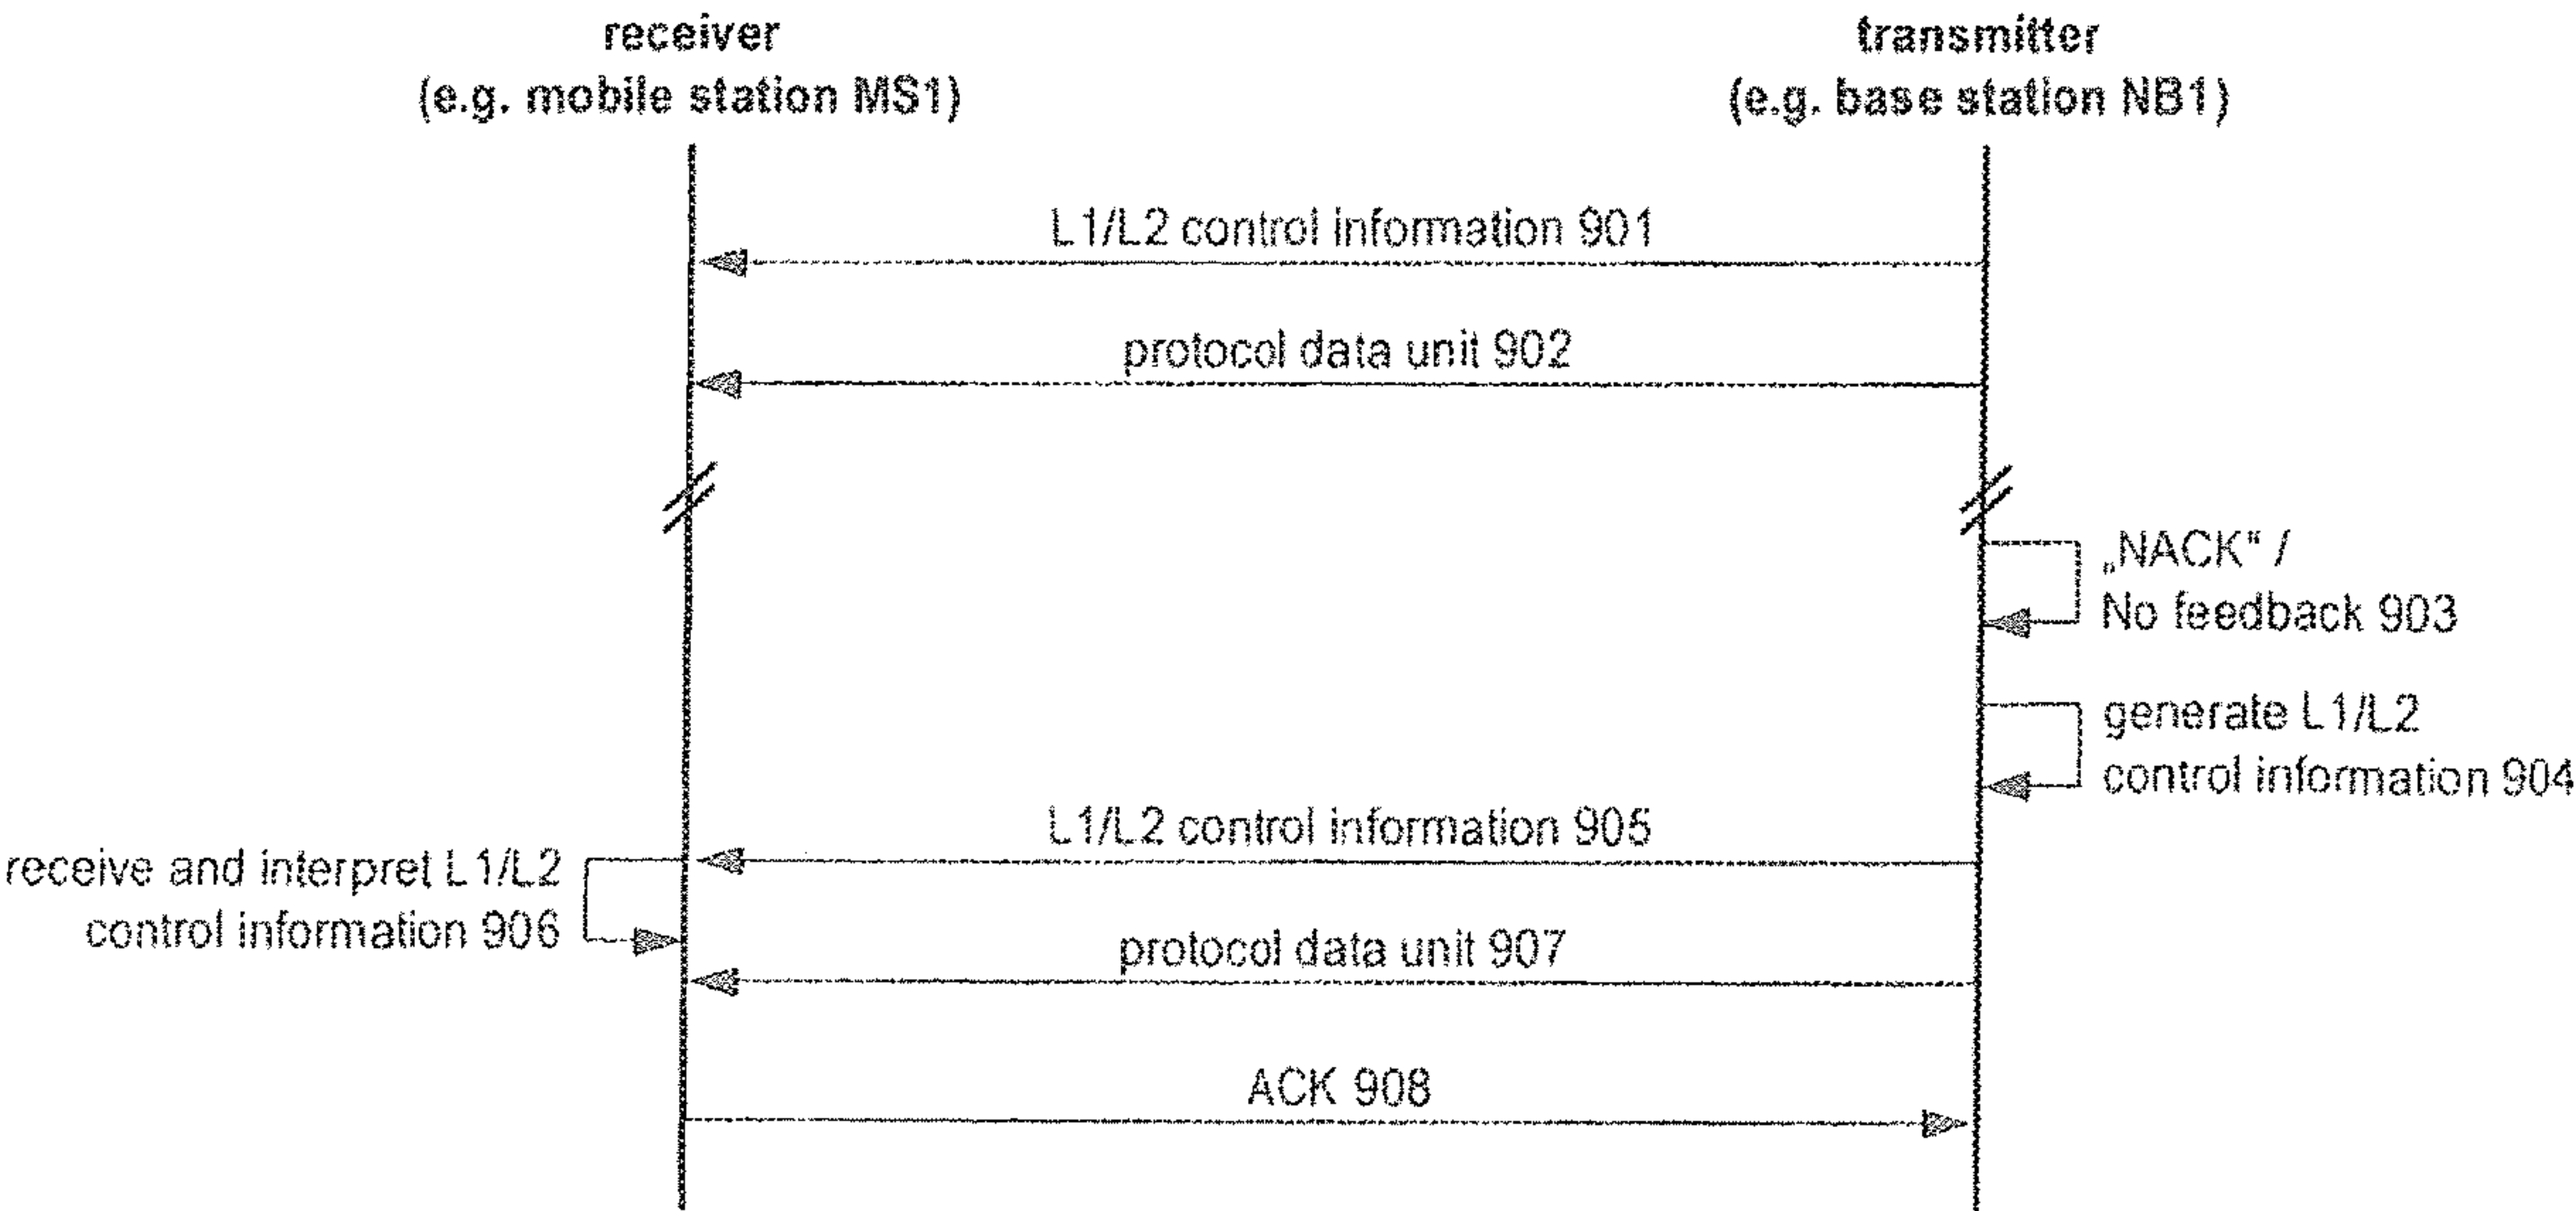 receiver
(e.g. mobile station MS1)
transmitter
(e.g. base station NB1)
L1/L2 control information 901
protocol data unit 902
„NACK“ /
No feedback 903
generate L1/L2
control information 904
L1/L2 control information 905
receive and interpret L1/L2
control information 906
protocol data unit 907
ACK 908